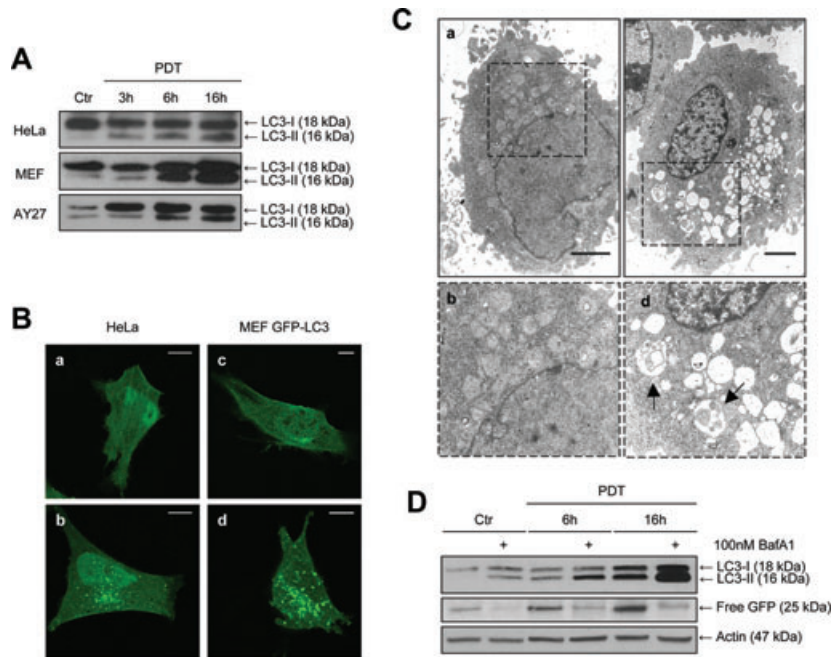 A
PDT
Ctr 3h 6h 16h
HeLa
LC3-I (18 kDa)
LC3-II (16 kDa)
MEF
LC3-I (18 kDa)
LC3-II (16 kDa)
AY27
LC3-I (18 kDa)
LC3-II (16 kDa)
B
HeLa MEF GFP-LC3
a c
b d
C
a
b d
D
PDT
Ctr 6h 16h
+ + + 100nM BafA1
LC3-I (18 kDa)
LC3-II (16 kDa)
Free GFP (25 kDa)
Actin (47 kDa)